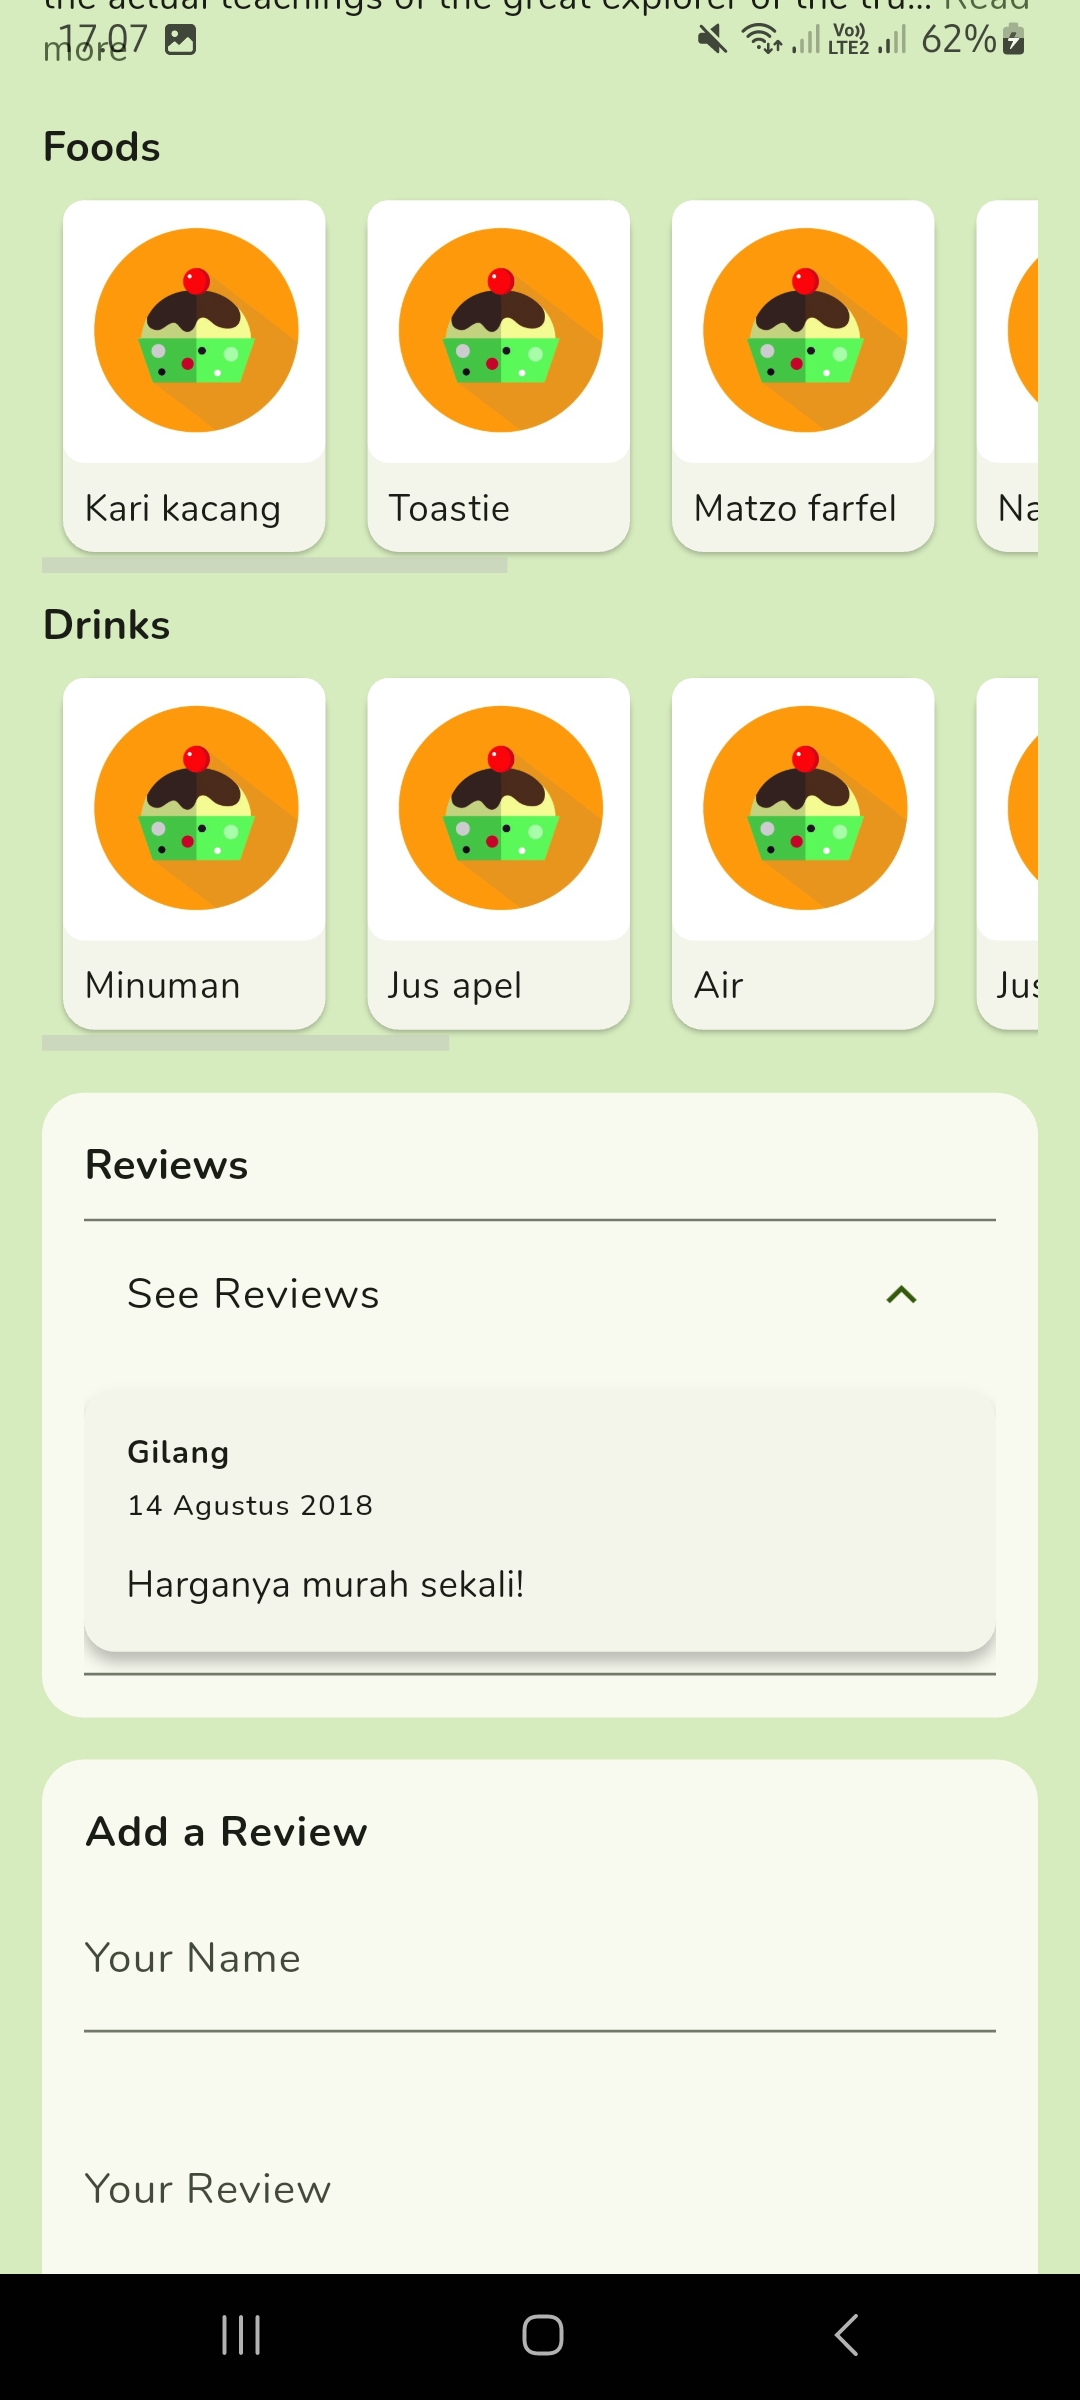 the actual teachings of the great explorer of the tru... Read
more
17.07
Vo)) LTE2
62%
Foods
Kari kacang
Toastie
Matzo farfel
Na
Drinks
Minuman
Jus apel
Air
Jus
Reviews
See Reviews
Gilang
14 Agustus 2018
Harganya murah sekali!
Add a Review
Your Name
Your Review